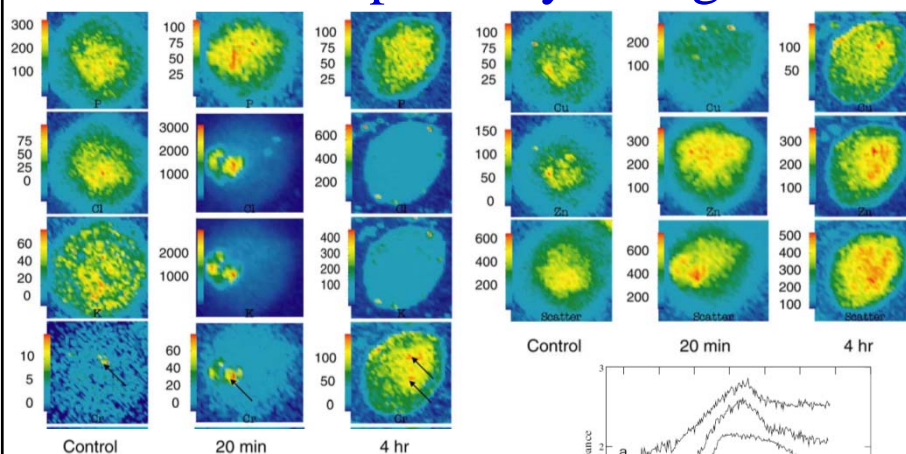 300
200
100
P
100
75
50
25
P
100
75
50
25
P
75
50
25
0
Cl
3000
2000
1000
Cl
600
400
200
Cl
60
40
20
0
K
2000
1000
K
400
300
200
100
K
10
5
0
Cr
60
40
20
0
Cr
100
50
0
Cr
Control
20 min
4 hr
100
75
50
25
Cu
200
100
Cu
100
50
Cu
150
100
50
0
Zn
300
200
100
Zn
300
200
100
Zn
600
400
200
Scatter
600
400
200
Scatter
500
400
300
200
100
Scatter
Control
20 min
4 hr
3
2
a